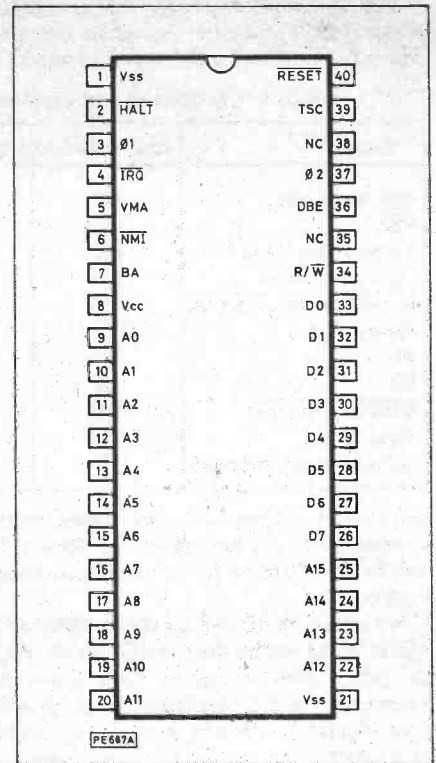 1 Vss RESET 40
2 HALT TSC 39
3 Ø1 NC 38
4 IRQ Ø2 37
5 VMA DBE 36
6 NMI NC 35
7 BA R/W 34
8 Vcc D0 33
9 A0 D1 32
10 A1 D2 31
11 A2 D3 30
12 A3 D4 29
13 A4 D5 28
14 A5 D6 27
15 A6 D7 26
16 A7 A15 25
17 A8 A14 24
18 A9 A13 23
19 A10 A12 22
20 A11 Vss 21
PE667A